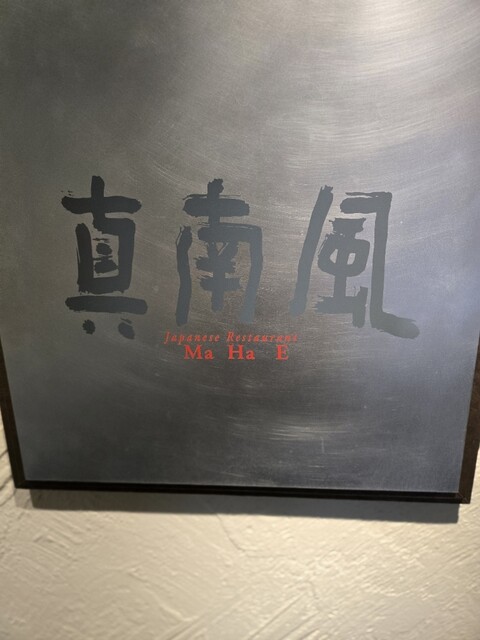 真南風
Japanese Restaurant
Ma Ha E